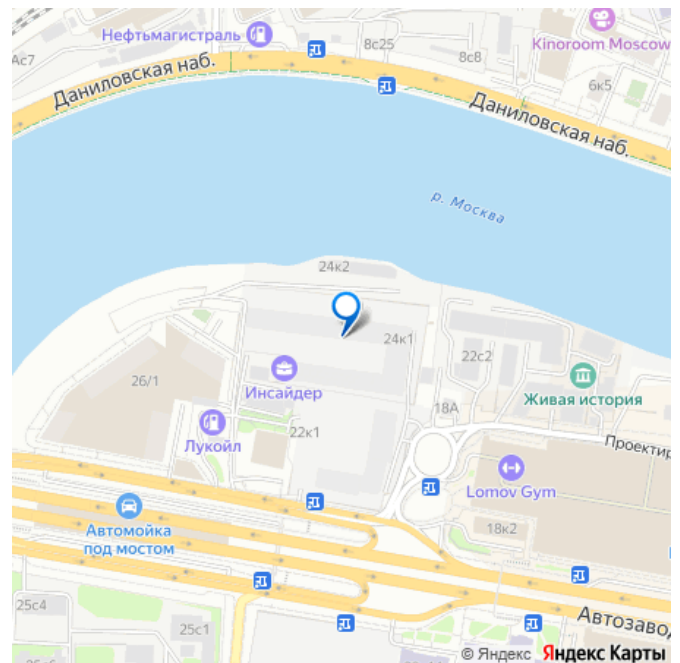 Нефтьмагистраль
8с25
8с8
Kinoroom Moscow
Ас7
Даниловская наб.
6к5
Даниловская наб.
р. Москва
24к2
24к1
22с2
26/1
Инсайдер
Живая история
18А
Лукойл
22к1
Проектир
Lomov Gym
Автомойка
под мостом
18к2
25с4
25с1
Автозавод
© Яндекс Яндекс Карты